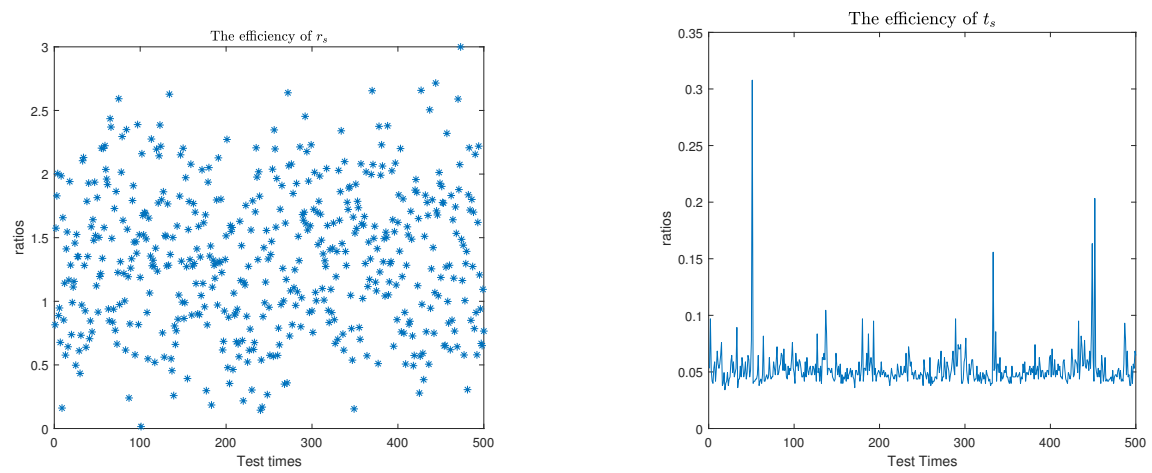 The efficiency of r_s
3
2.5
2
1.5
1
0.5
0
0 100 200 300 400 500
ratios
Test times
The efficiency of t_s
0.35
0.3
0.25
0.2
0.15
0.1
0.05
0
0 100 200 300 400 500
ratios
Test Times